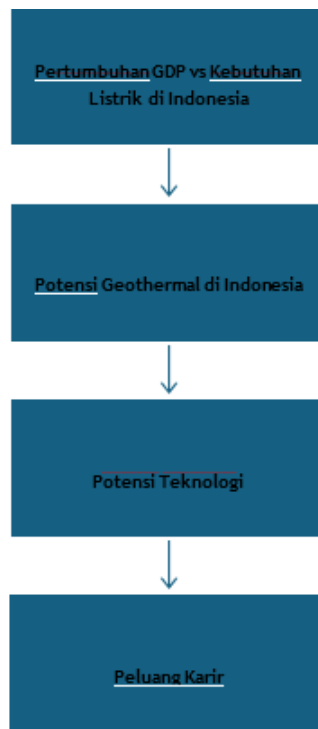 Pertumbuhan GDP vs Kebutuhan
Listrik di Indonesia
Potensi Geothermal di Indonesia
Potensi Teknologi
Peluang Karir